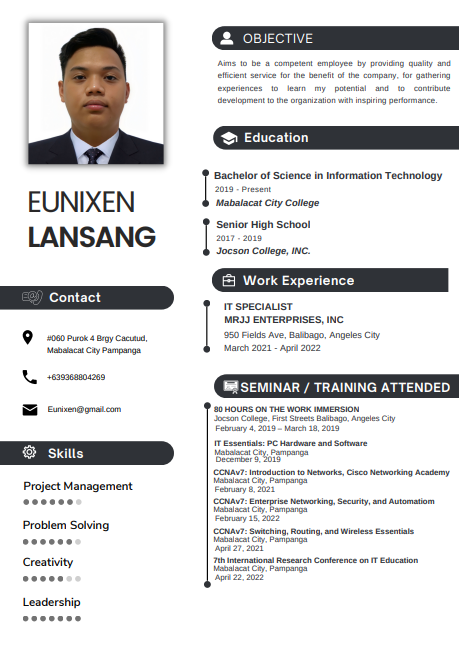 EUNIXEN
LANSANG
Contact
#060 Purok 4 Brgy Cacutud,
Mabalacat City Pampanga
+639368804269
Eunixen@gmail.com
Skills
Project Management
Problem Solving
Creativity
Leadership
OBJECTIVE
Aims to be a competent employee by providing quality and
efficient service for the benefit of the company, for gathering
experiences to learn my potential and to contribute
development to the organization with inspiring performance.
Education
Bachelor of Science in Information Technology
2019 - Present
Mabalacat City College
Senior High School
2017 - 2019
Jocson College, INC.
Work Experience
IT SPECIALIST
MRJJ ENTERPRISES, INC
950 Fields Ave, Balibago, Angeles City
March 2021 - April 2022
SEMINAR / TRAINING ATTENDED
80 HOURS ON THE WORK IMMERSION
Jocson College, First Streets Balibago, Angeles City
February 4, 2019 – March 18, 2019
IT Essentials: PC Hardware and Software
Mabalacat City, Pampanga
December 9, 2019
CCNAv7: Introduction to Networks, Cisco Networking Academy
Mabalacat City, Pampanga
February 8, 2021
CCNAv7: Enterprise Networking, Security, and Automatiom
Mabalacat City, Pampanga
February 15, 2022
CCNAv7: Switching, Routing, and Wireless Essentials
Mabalacat City, Pampanga
April 27, 2021
7th International Research Conference on IT Education
Mabalacat City, Pampanga
April 22, 2022